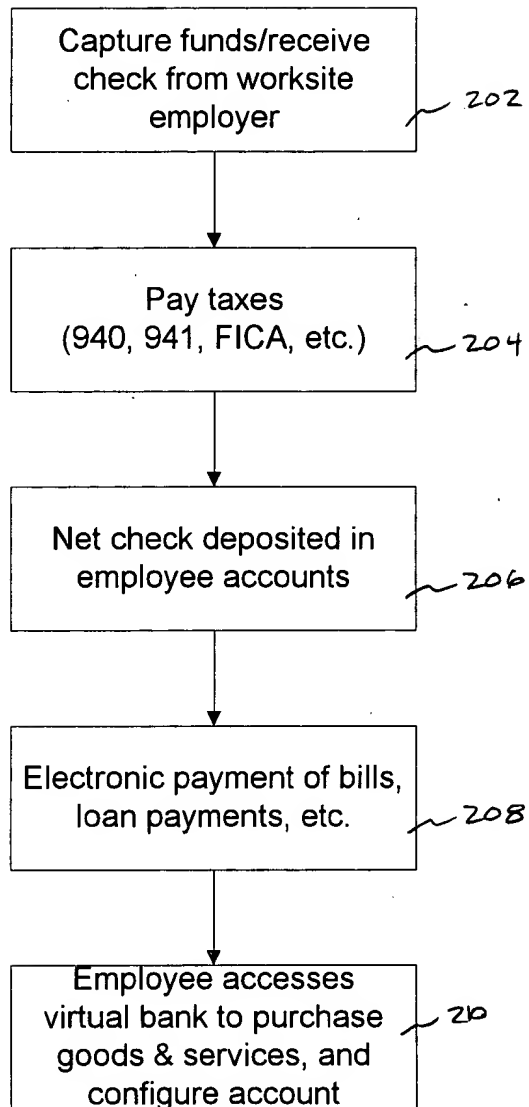 Capture funds/receive
check from worksite
employer
202
Pay taxes
(940, 941, FICA, etc.)
204
Net check deposited in
employee accounts
206
Electronic payment of bills,
loan payments, etc.
208
Employee accesses
virtual bank to purchase
goods & services, and
configure account
210